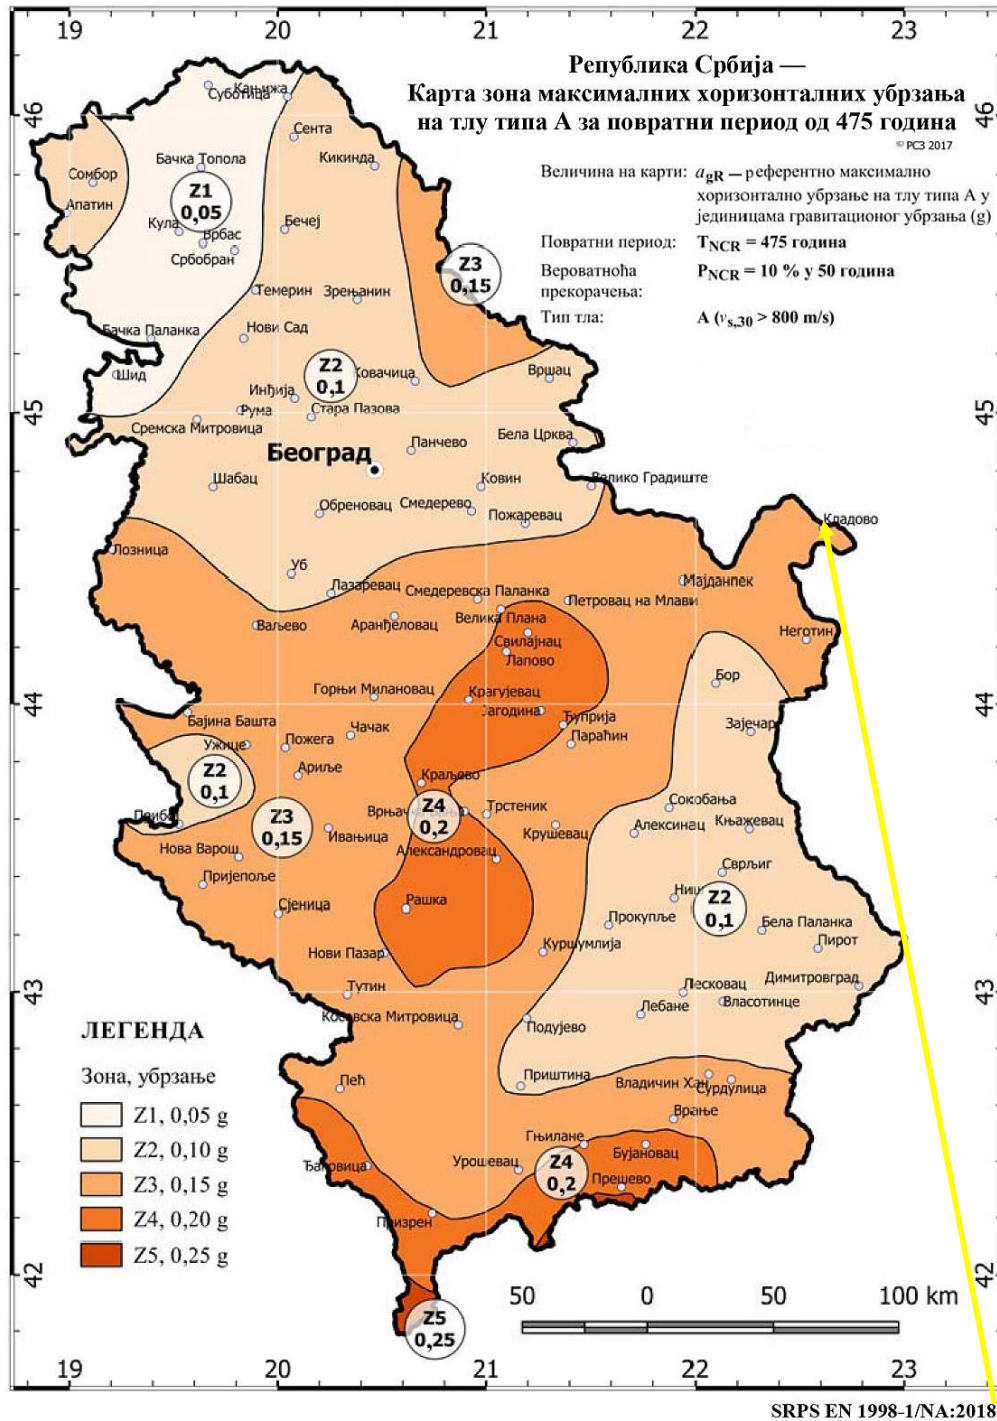 19 20 21 22 23
Република Србија —
Карта зона максималних хоризонталних убрзања
на тлу типа А за повратни период од 475 година
© РСЗ 2017
Величина на карти: agR — референтно максимално
хоризонтално убрзање на тлу типа А у
јединицама гравитационог убрзања (g)
Повратни период: TNCR = 475 година
Вероватноћа PNCR = 10 % у 50 година
прекорачења:
Тип тла: A (vs,30 > 800 m/s)
46
46
Кањижа
Суботица
Сента
Кикинда
Бачка Топола
Сомбор
Z1
0,05
Апатин
Кула
Врбас
Србобран
Бечеј
Z3
0,15
Темерин
Зрењанин
Бачка Паланка
Нови Сад
Шид
Z2
0,1
Ковачица
Вршац
Инђија
45
45
Рума
Стара Пазова
Сремска Митровица
Бела Црква
Панчево
Београд
Шабац
Ковин
Велико Градиште
Обреновац
Смедерево
Пожаревац
Кладово
Лозница
Уб
Лазаревац
Мајданпек
Смедеревска Паланка
Петровац на Млави
Ваљево
Аранђеловац
Велика Плана
Неготин
Свилајнац
Лапово
Бор
Горњи Милановац
Крагујевац
44
44
Јагодина
Бајина Башта
Ћуприја
Зајечар
Чачак
Параћин
Ужице
Пожега
Ариље
Z2
0,1
Краљево
Сокобања
Z4
0,2
Трстеник
Z3
0,15
Ивањица
Крушевац
Алексинац
Књажевац
Нова Варош
Александровац
Пријепоље
Сврљиг
Ниш
Сјеница
Рашка
Z2
0,1
Прокупље
Бела Паланка
Нови Пазар
Куршумлија
Пирот
Тутин
Димитровград
43
43
Лесковац
Власотинце
Косовска Митровица
Лебане
Подујево
ЛЕГЕНДА
Зона, убрзање
Z1, 0,05 g
Z2, 0,10 g
Z3, 0,15 g
Z4, 0,20 g
Z5, 0,25 g
Пећ
Приштина
Владичин Хан
Сурдулица
Врање
Гњилане
Бујановац
Ђаковица
Урошевац
Z4
0,2
Прешево
Призрен
42
42
Z5
0,25
50 0 50 100 km
19 20 21 22 23
SRPS EN 1998-1/NA:2018